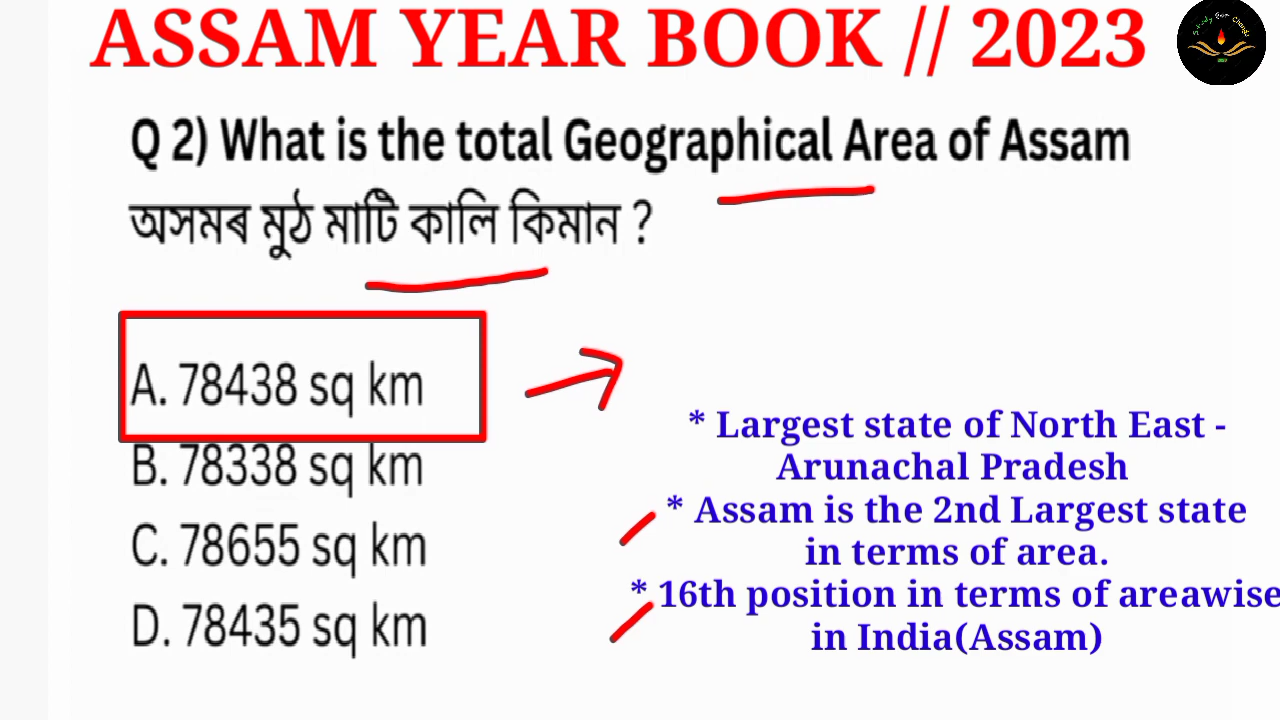 ASSAM YEAR BOOK // 2023
Q 2) What is the total Geographical Area of Assam
অসমৰ মুঠ মাটি কালি কিমান ?
A. 78438 sq km
B. 78338 sq km
C. 78655 sq km
D. 78435 sq km
* Largest state of North East -
Arunachal Pradesh
* Assam is the 2nd Largest state
in terms of area.
* 16th position in terms of areawise
in India(Assam)